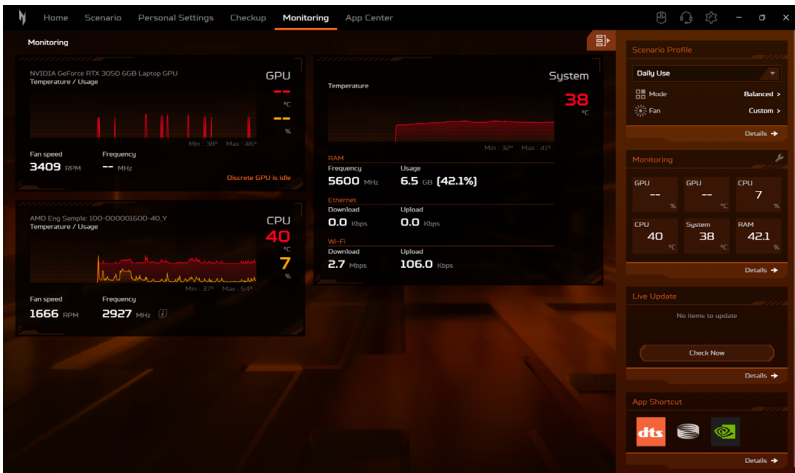 Home Scenario Personal Settings Checkup Monitoring App Center
Monitoring
NVIDIA GeForce RTX 3050 6GB Laptop GPU
Temperature / Usage
GPU
--
°C
--
%
Min : 38° Max : 46°
Fan speed Frequency
3409 RPM -- MHz
Discrete GPU is idle
AMD Eng Sample: 100-000001600-40_Y
Temperature / Usage
CPU
40
°C
7
%
Min : 37° Max : 54°
Fan speed Frequency
1666 RPM 2927 MHz
System
Temperature
38
°C
Min : 32° Max : 41°
RAM
Frequency Usage
5600 MHz 6.5 GB [42.1%]
Ethernet
Download Upload
0.0 Kbps 0.0 Kbps
Wi-Fi
Download Upload
2.7 Mbps 106.0 Kbps
Scenario Profile
Daily Use
Mode Balanced >
Fan Custom >
Details
Monitoring
GPU GPU CPU
-- -- 7
% °C %
CPU System RAM
40 38 42.1
°C °C %
Details
Live Update
No items to update
Check Now
Details
App Shortcut
dts
Details